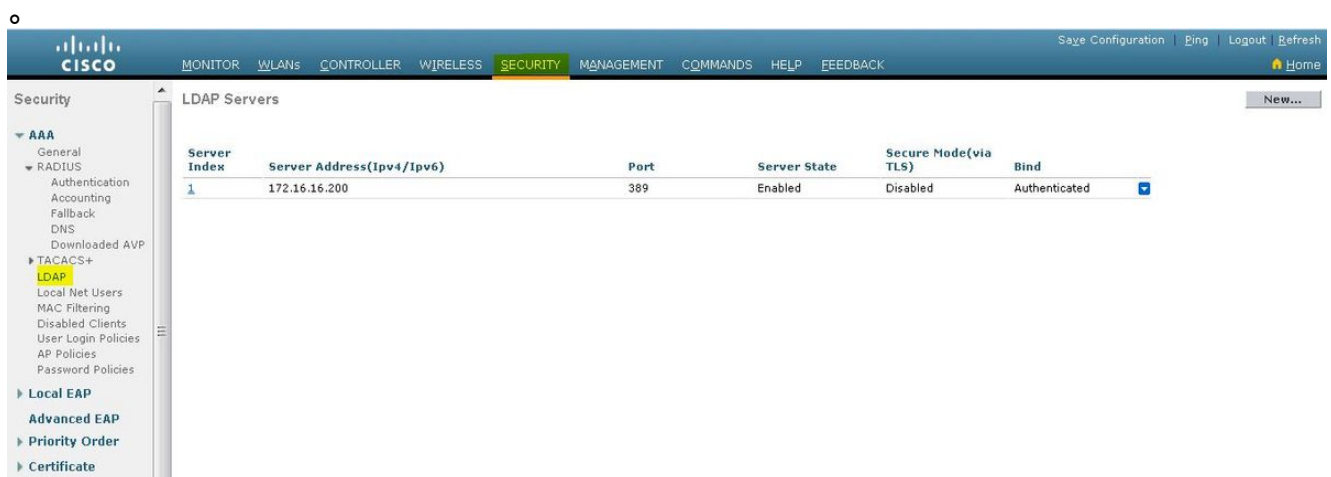 Save Configuration | Ping | Logout | Refresh
CISCO
MONITOR WLANs CONTROLLER WIRELESS SECURITY MANAGEMENT COMMANDS HELP FEEDBACK
Home
Security
AAA
General
RADIUS
Authentication
Accounting
Fallback
DNS
Downloaded AVP
TACACS+
LDAP
Local Net Users
MAC Filtering
Disabled Clients
User Login Policies
AP Policies
Password Policies
Local EAP
Advanced EAP
Priority Order
Certificate
LDAP Servers
New...
Server Index Server Address(Ipv4/Ipv6) Port Server State Secure Mode(via TLS) Bind
1 172.16.16.200 389 Enabled Disabled Authenticated